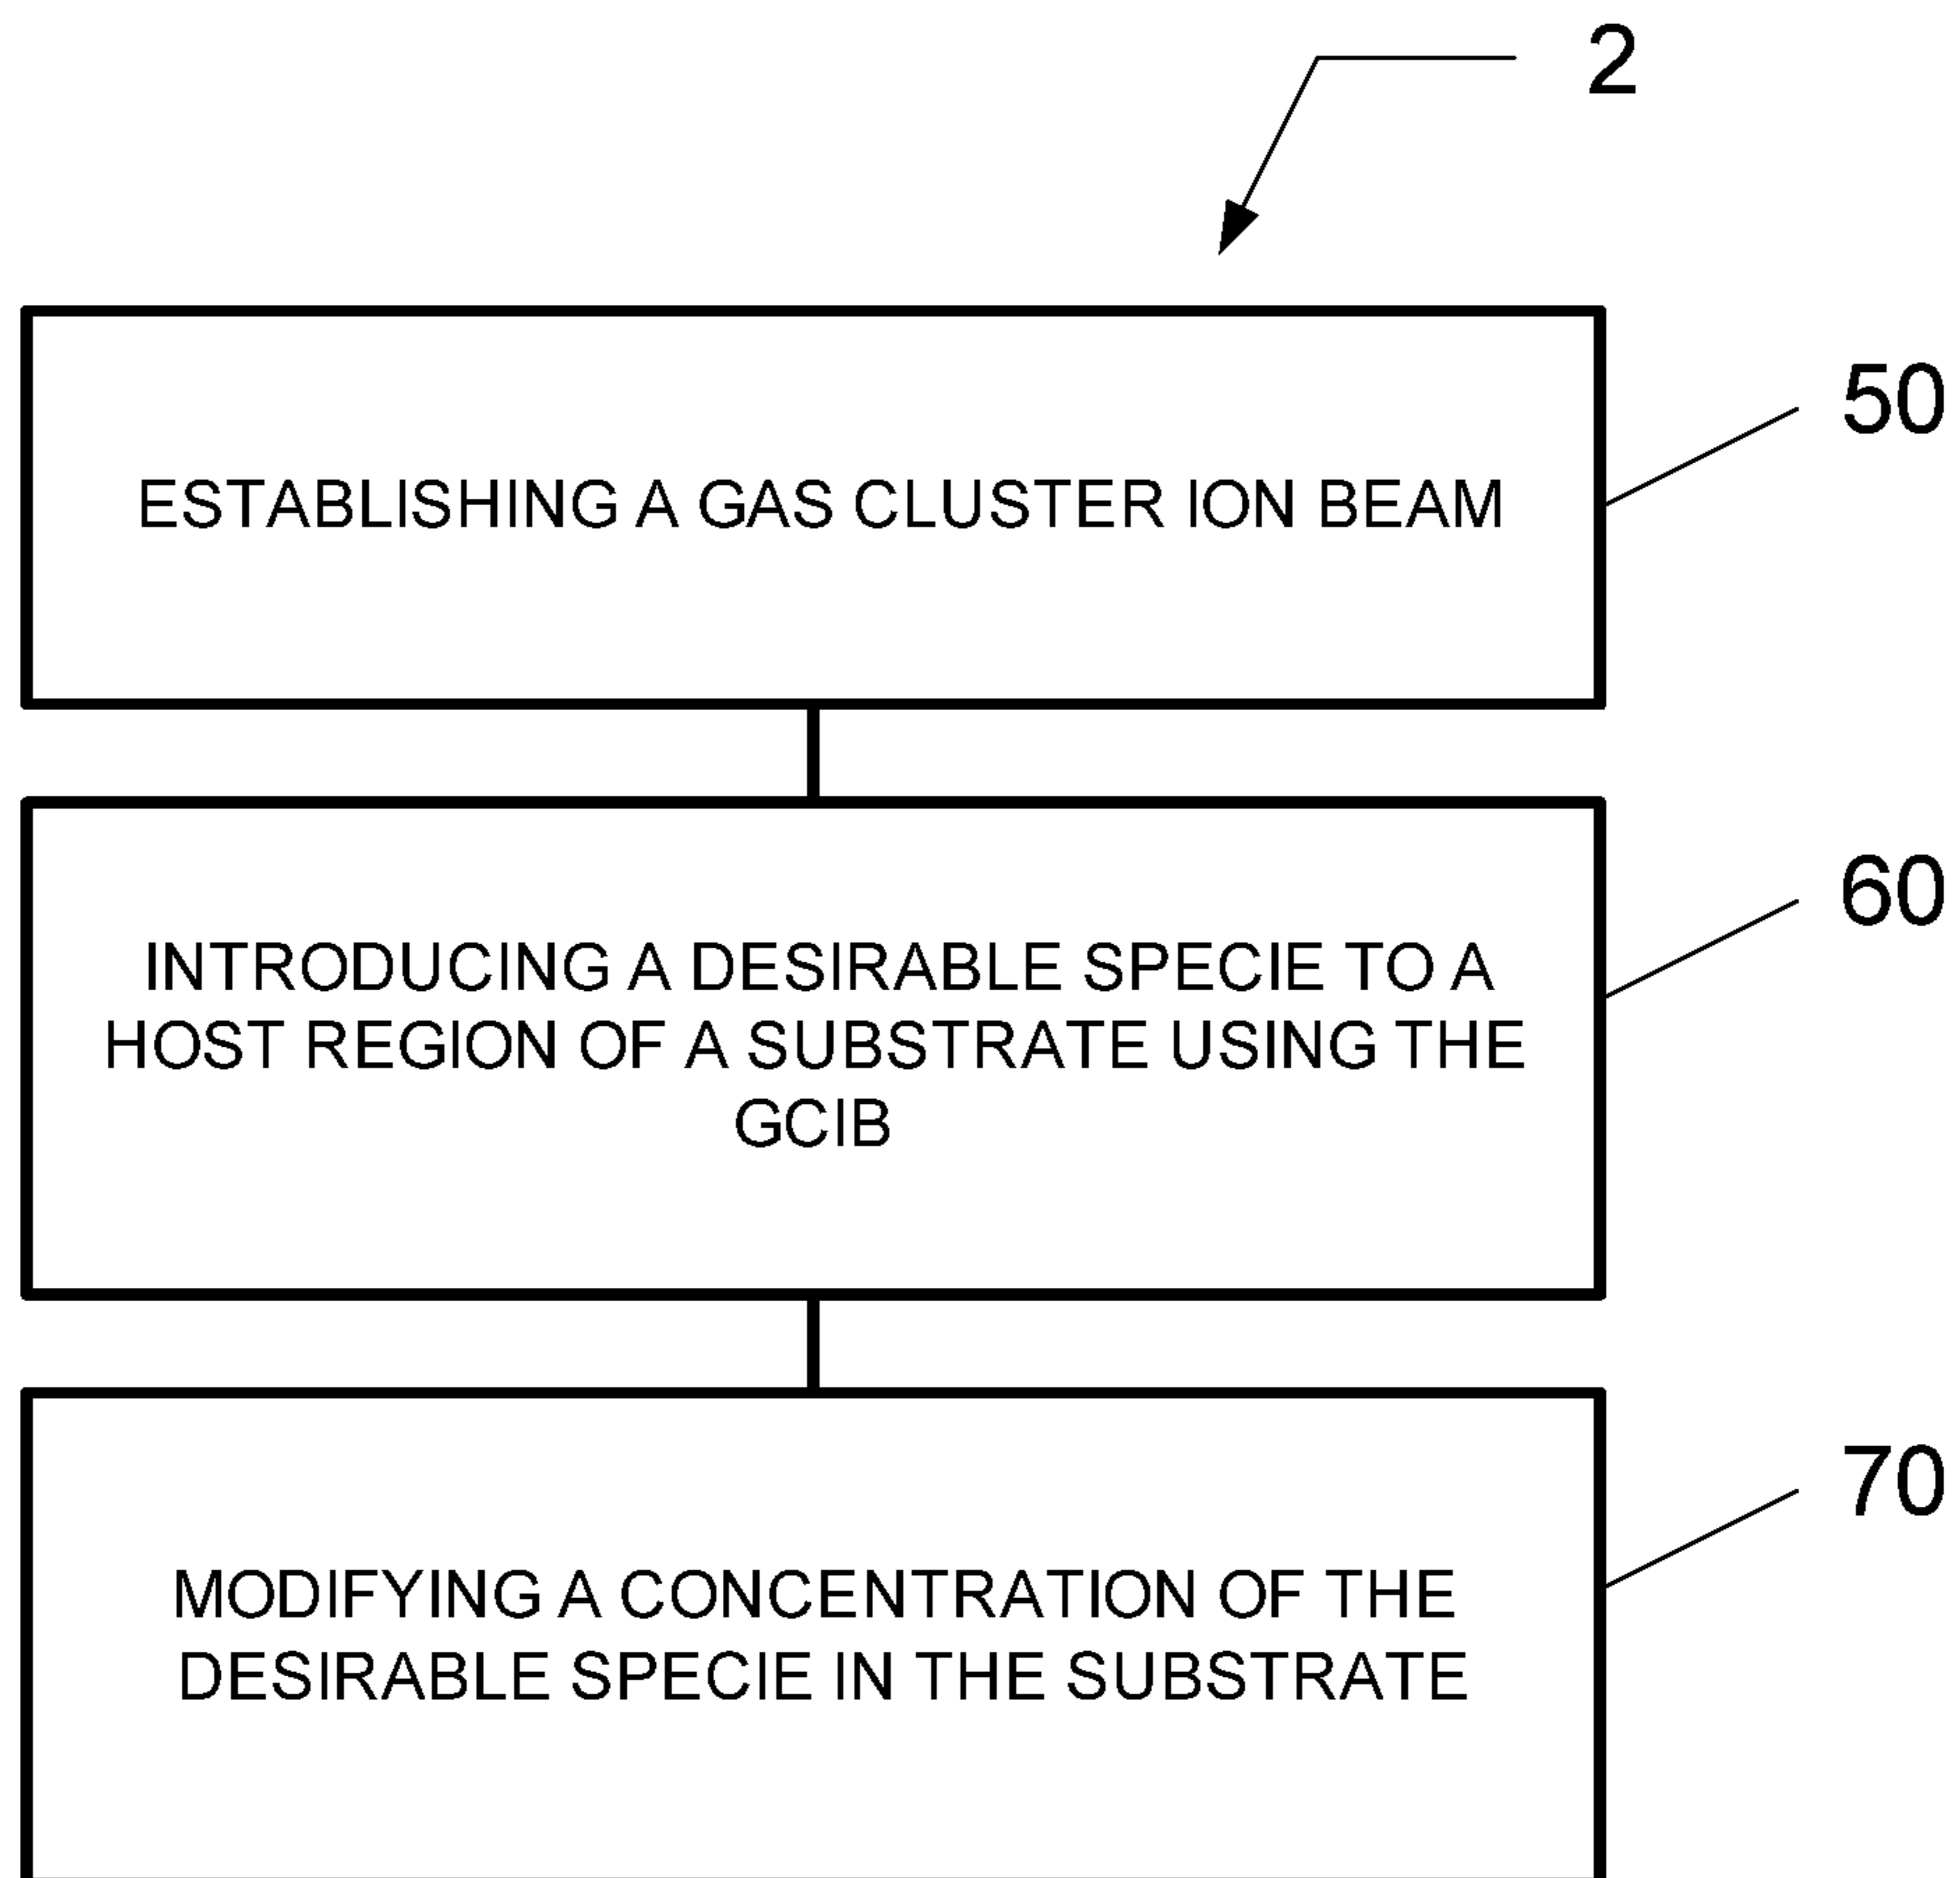 2
50
ESTABLISHING A GAS CLUSTER ION BEAM
60
INTRODUCING A DESIRABLE SPECIE TO A
HOST REGION OF A SUBSTRATE USING THE
GCIB
70
MODIFYING A CONCENTRATION OF THE
DESIRABLE SPECIE IN THE SUBSTRATE